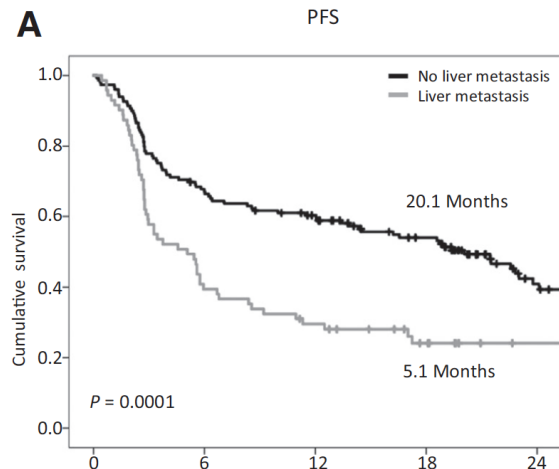 A
PFS
No liver metastasis
Liver metastasis
1.0
0.8
0.6
0.4
0.2
0.0
Cumulative survival
20.1 Months
5.1 Months
P = 0.0001
0 6 12 18 24